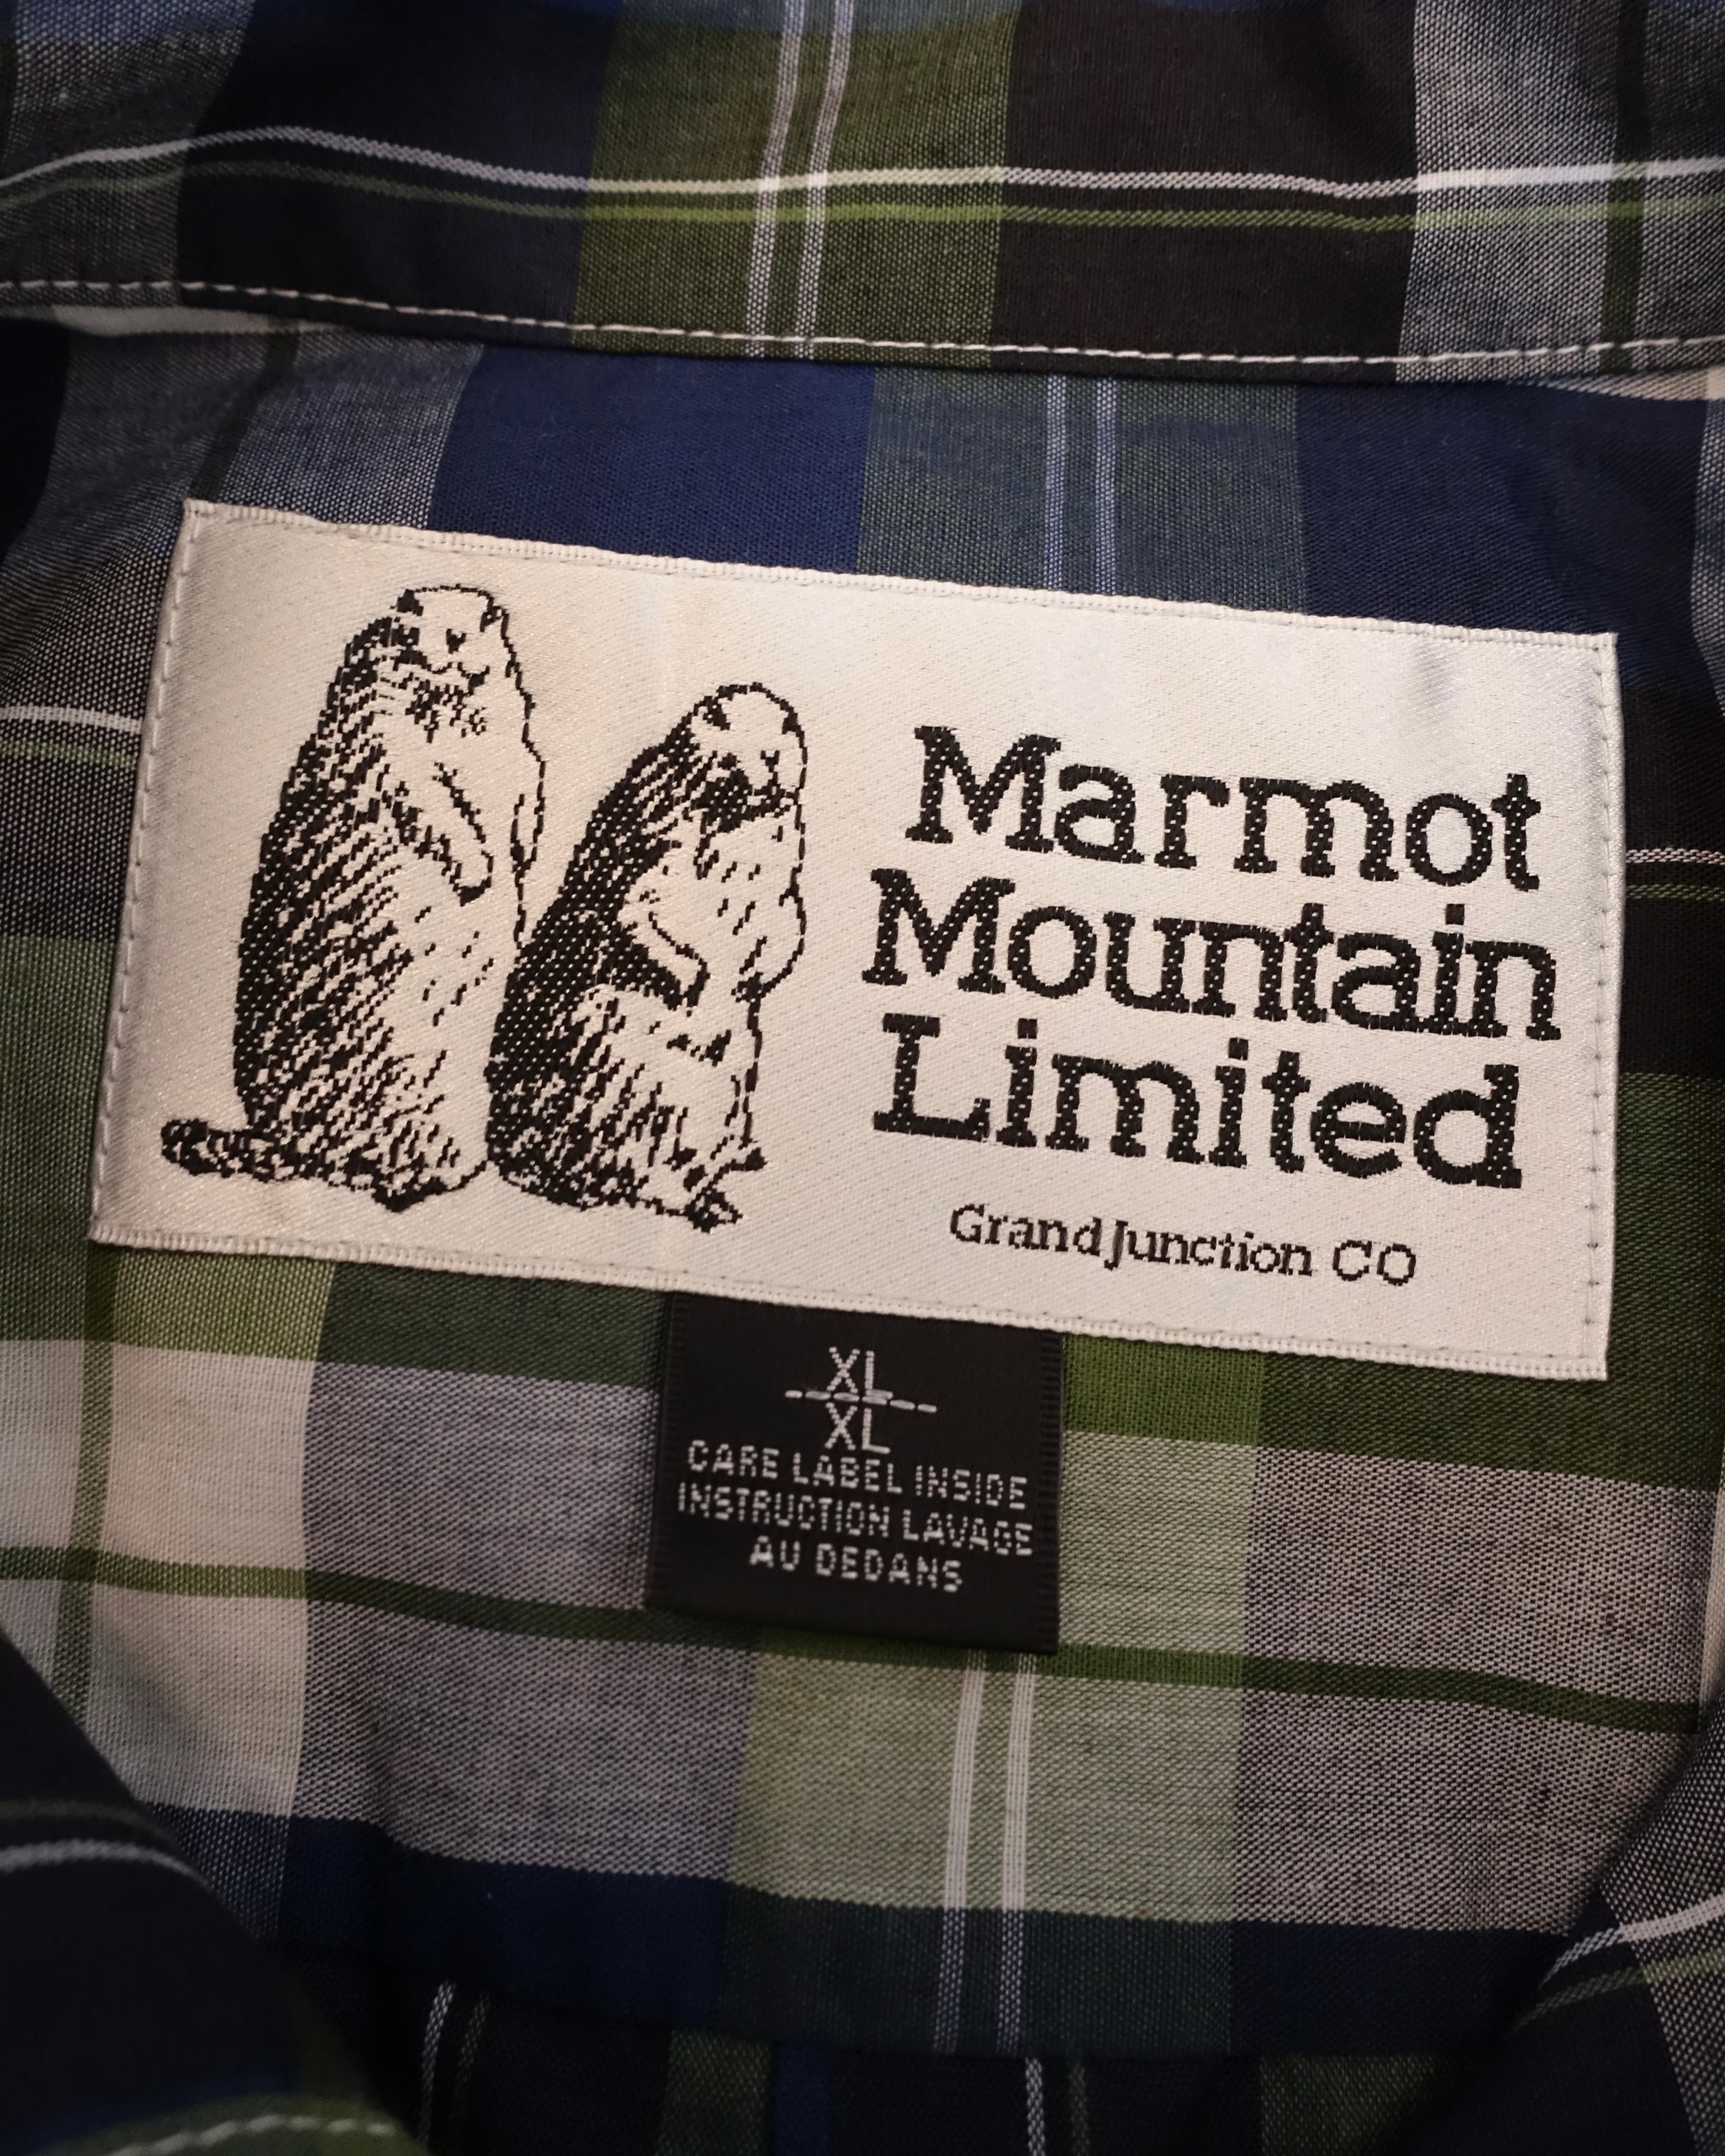 Marmot
Mountain
Limited
Grand Junction CO
XL
XL
CARE LABEL INSIDE
INSTRUCTION LAVAGE
AU DEDANS